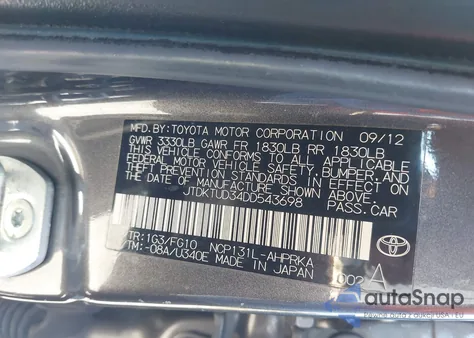 MFD.BY:TOYOTA MOTOR CORPORATION 09/12
GVWR 3330LB GAWR FR 1830LB RR 1830LB
THIS VEHICLE CONFORMS TO ALL APPLICABLE
FEDERAL MOTOR VEHICLE SAFETY,BUMPER,AND
THEFT PREVENTION STANDARDS IN EFFECT ON
THE DATE OF MANUFACTURE SHOWN ABOVE.
JTDKTUD34DD543698 PASS.CAR
C/TR:1G3/FG10 NCP131L-AHPRKA
A/TM:-08A/U340E MADE IN JAPAN
TOYOTA
002
autoSnap